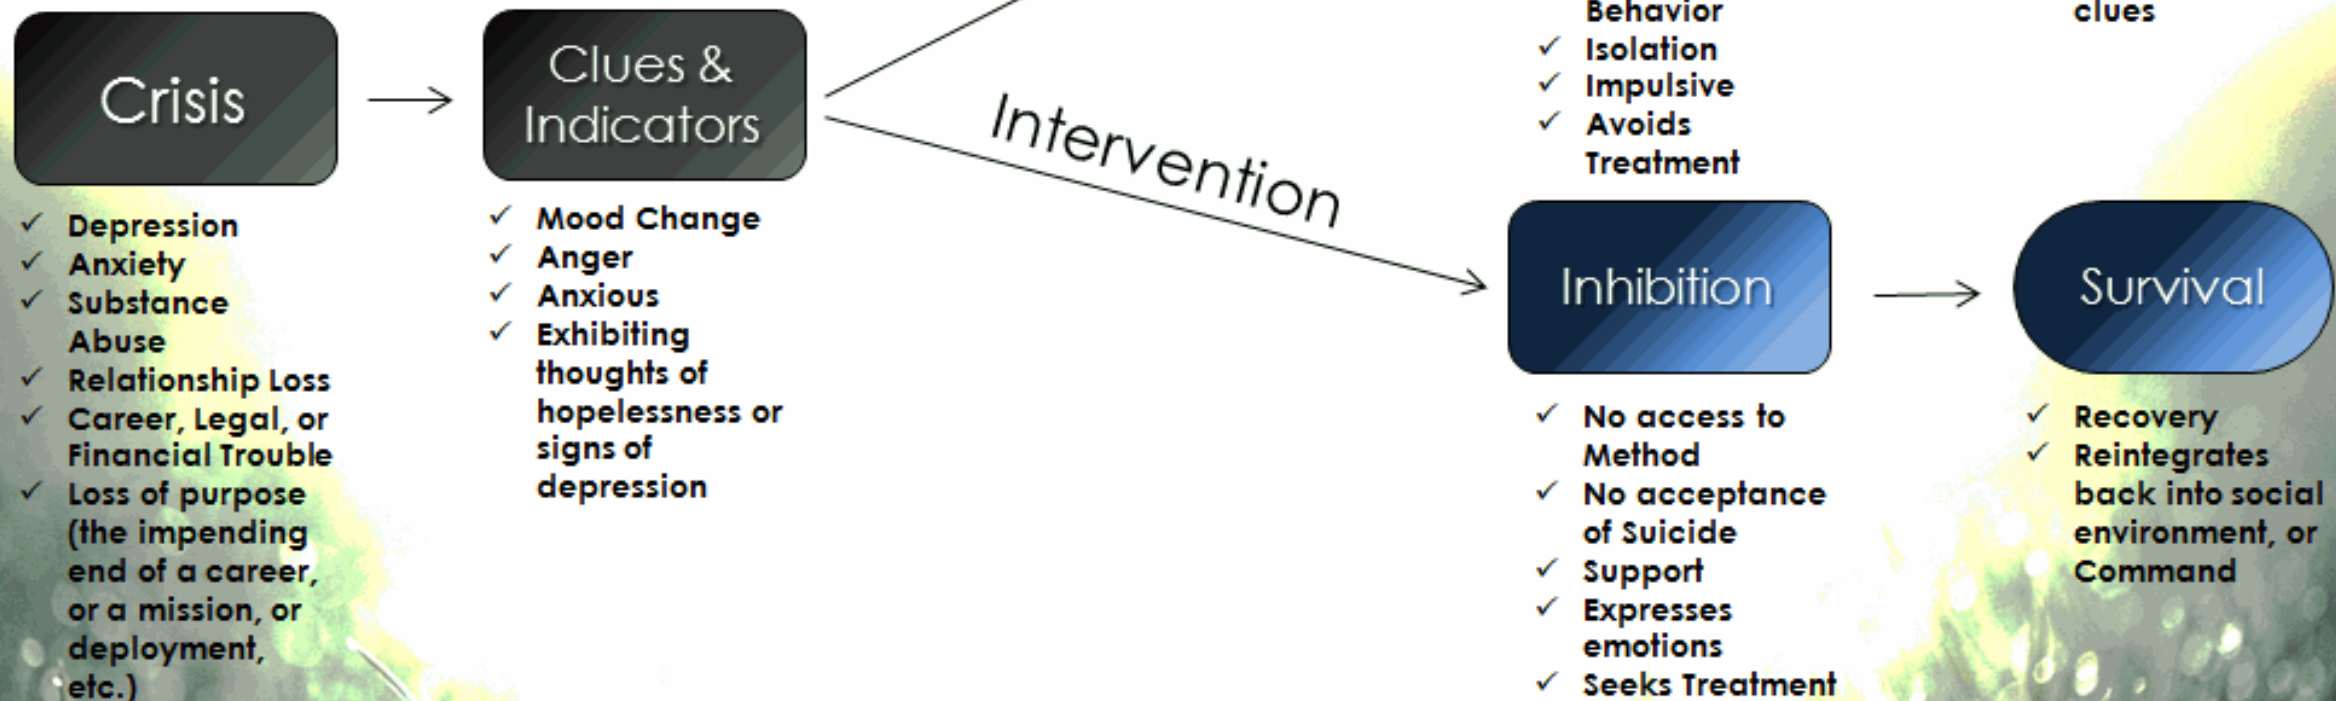 Crisis
✓ Depression
✓ Anxiety
✓ Substance
Abuse
✓ Relationship Loss
✓ Career, Legal, or
Financial Trouble
✓ Loss of purpose
(the impending
end of a career,
or a mission, or
deployment,
etc.)
Clues &
Indicators
✓ Mood Change
✓ Anger
✓ Anxious
✓ Exhibiting
thoughts of
hopelessness or
signs of
depression
Intervention
Behavior
✓ Isolation
✓ Impulsive
✓ Avoids
Treatment
clues
Inhibition
✓ No access to
Method
✓ No acceptance
of Suicide
✓ Support
✓ Expresses
emotions
✓ Seeks Treatment
Survival
✓ Recovery
✓ Reintegrates
back into social
environment, or
Command